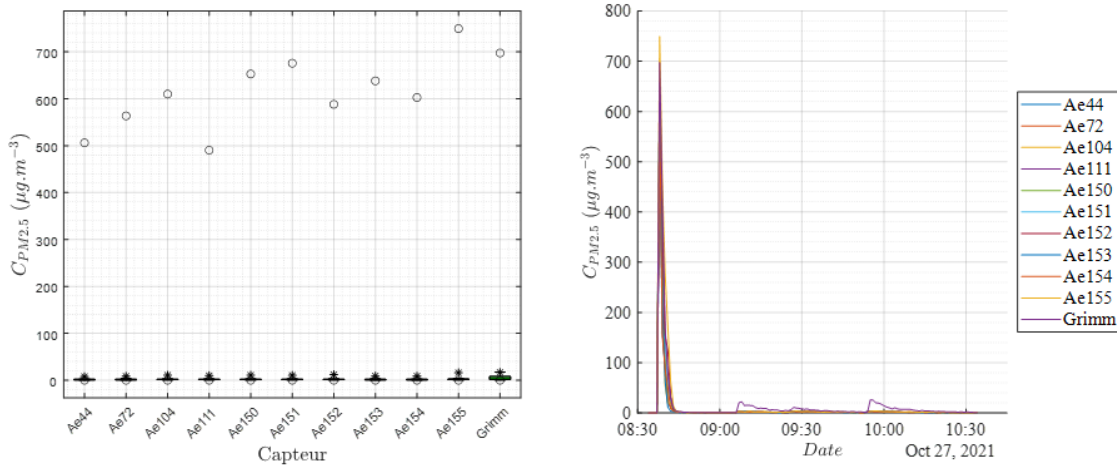 700
600
500
400
300
200
100
0
C_{PM2.5} (μg.m^{-3})
Ae44
Ae72
Ae104
Ae111
Ae150
Ae151
Ae152
Ae153
Ae154
Ae155
Grimm
Capteur
800
700
600
500
400
300
200
100
0
C_{PM2.5} (μg.m^{-3})
08:30
09:00
09:30
10:00
10:30
Date
Oct 27, 2021
Ae44
Ae72
Ae104
Ae111
Ae150
Ae151
Ae152
Ae153
Ae154
Ae155
Grimm